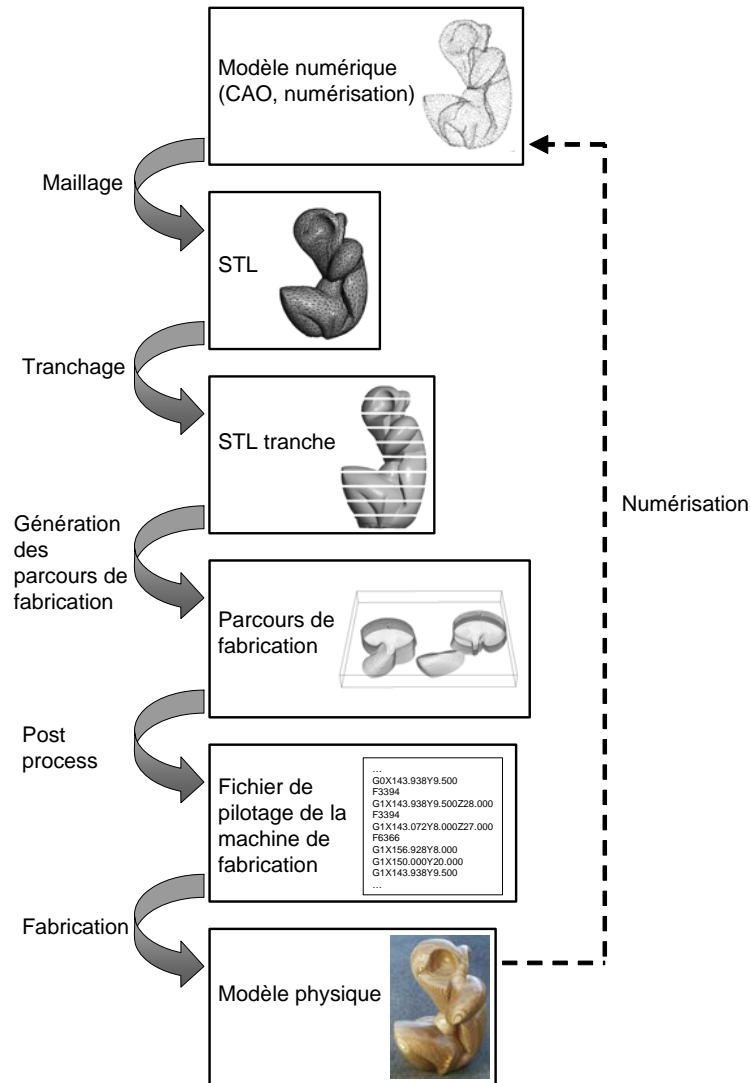 Modèle numérique
(CAO, numérisation)
Maillage
STL
Tranchage
STL tranche
Numérisation
Génération
des
parcours de
fabrication
Parcours de
fabrication
Post
process
Fichier de
pilotage de la
machine de
fabrication
...
G0X143.938Y9.500
F3394
G1X143.938Y9.500Z28.000
F3394
G1X143.072Y8.000Z27.000
F6366
G1X156.928Y8.000
G1X150.000Y20.000
G1X143.938Y9.500
...
Fabrication
Modèle physique